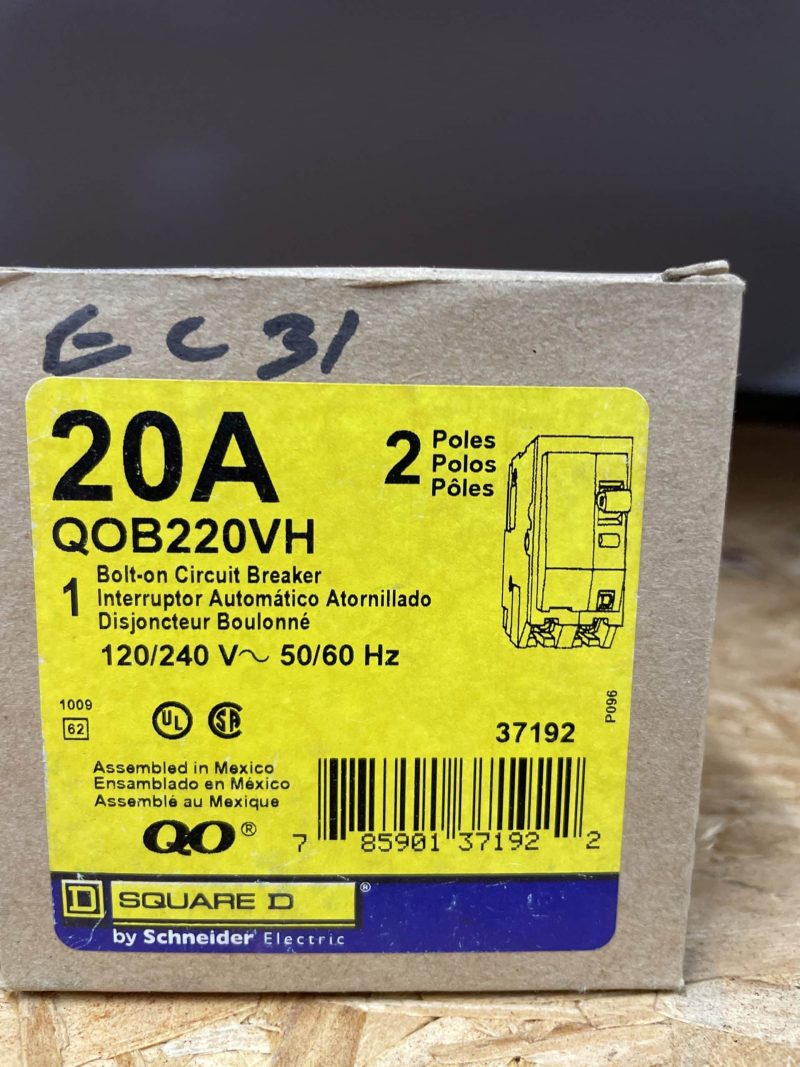 EC31
20A
2 Poles
Polos
Pôles
QOB220VH
1 Bolt-on Circuit Breaker
Interruptor Automático Atornillado
Disjoncteur Boulonné
120/240 V~ 50/60 Hz
1009
62
UL
SA
P096
37192
Assembled in Mexico
Ensamblado en México
Assemblé au Mexique
QO®
7 85901 37192 2
D SQUARE D®
by Schneider Electric